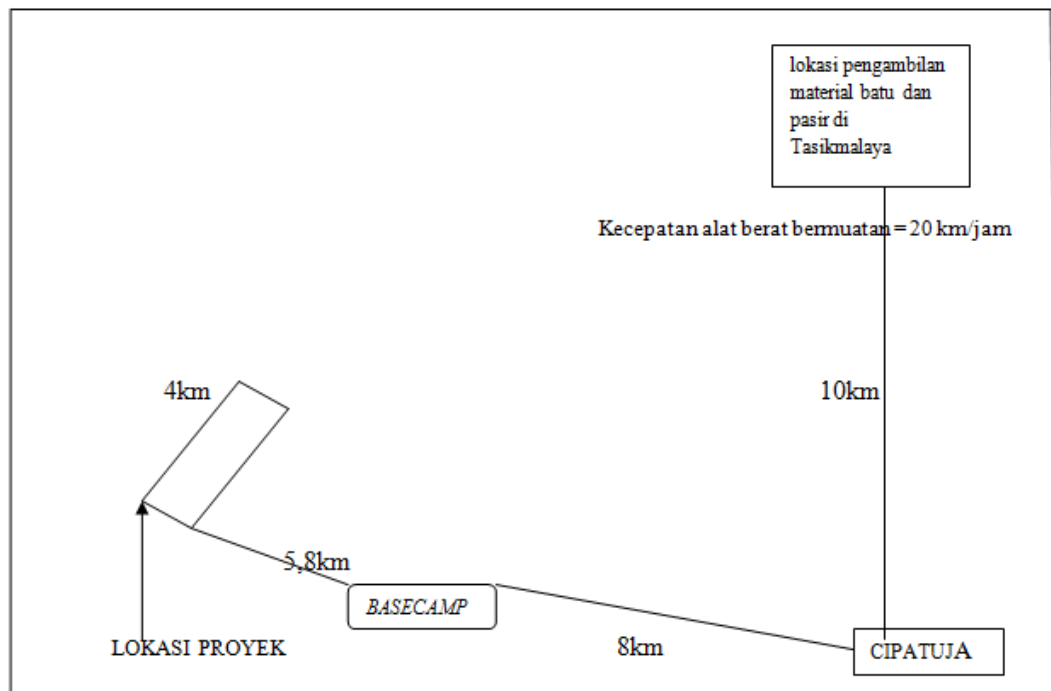 lokasi pengambilan
material batu dan
pasir di
Tasikmalaya
Kecepatan alat berat bermuatan = 20 km/jam
4km
10km
5,8km
BASECAMP
LOKASI PROYEK
8km
CIPATUJA